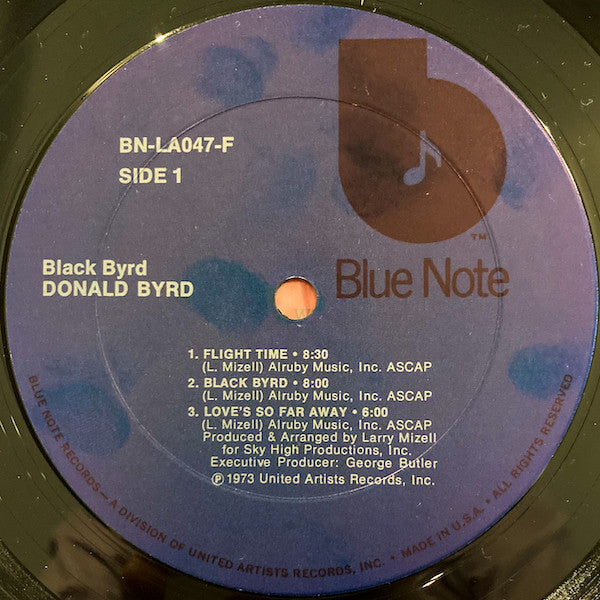 BN-LA047-F
SIDE 1
b
TM
Blue Note
Black Byrd
DONALD BYRD
1. FLIGHT TIME • 8:30
(L. Mizell) Alruby Music, Inc. ASCAP
2. BLACK BYRD • 8:00
(L. Mizell) Alruby Music, Inc. ASCAP
3. LOVE'S SO FAR AWAY • 6:00
(L. Mizell) Alruby Music, Inc. ASCAP
Produced & Arranged by Larry Mizell
for Sky High Productions, Inc.
Executive Producer: George Butler
℗ 1973 United Artists Records, Inc.
BLUE NOTE RECORDS — A DIVISION OF UNITED ARTISTS RECORDS, INC. • MADE IN U.S.A. • ALL RIGHTS RESERVED